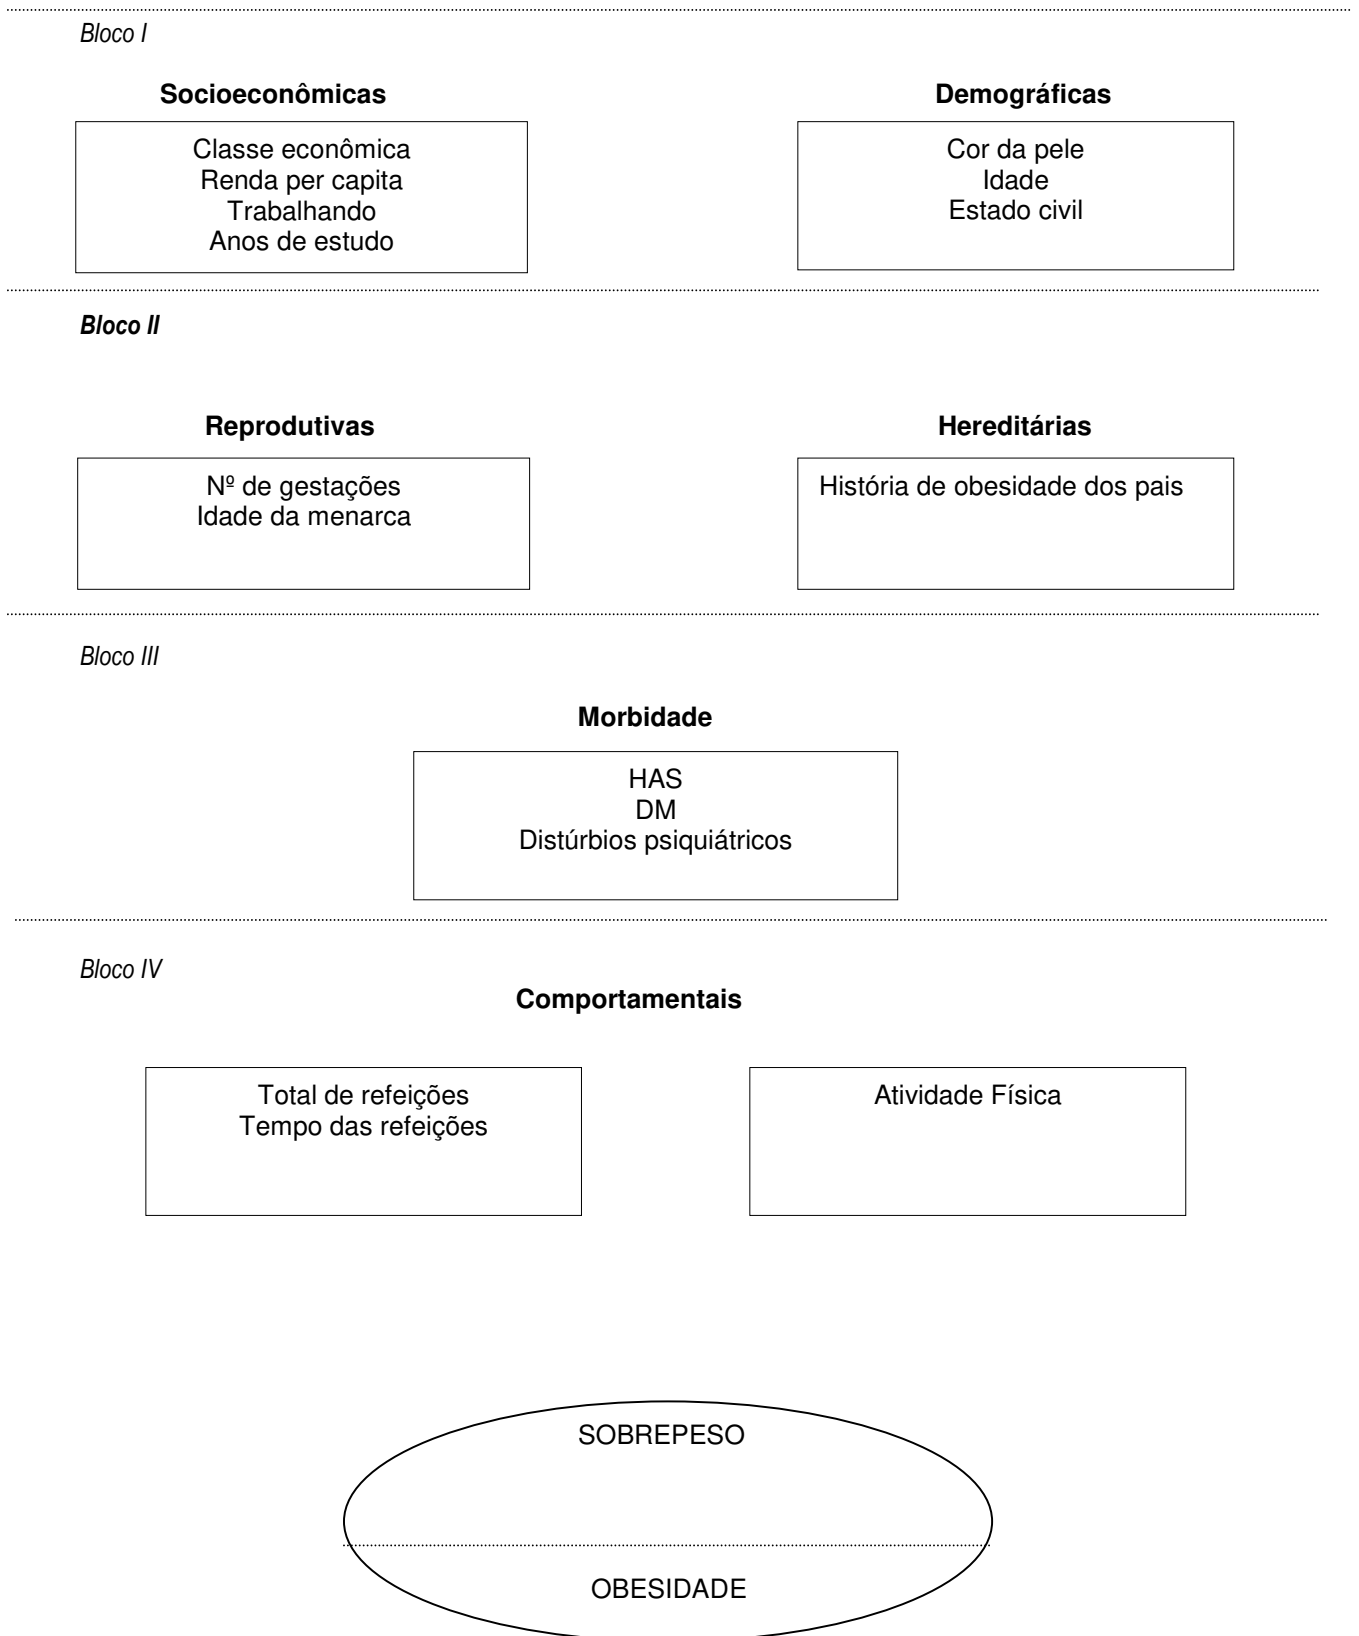 Bloco I
Socioeconômicas
Classe econômica
Renda per capita
Trabalhando
Anos de estudo
Demográficas
Cor da pele
Idade
Estado civil
Bloco II
Reprodutivas
Nº de gestações
Idade da menarca
Hereditárias
História de obesidade dos pais
Bloco III
Morbidade
HAS
DM
Distúrbios psiquiátricos
Bloco IV
Comportamentais
Total de refeições
Tempo das refeições
Atividade Física
SOBREPESO
OBESIDADE